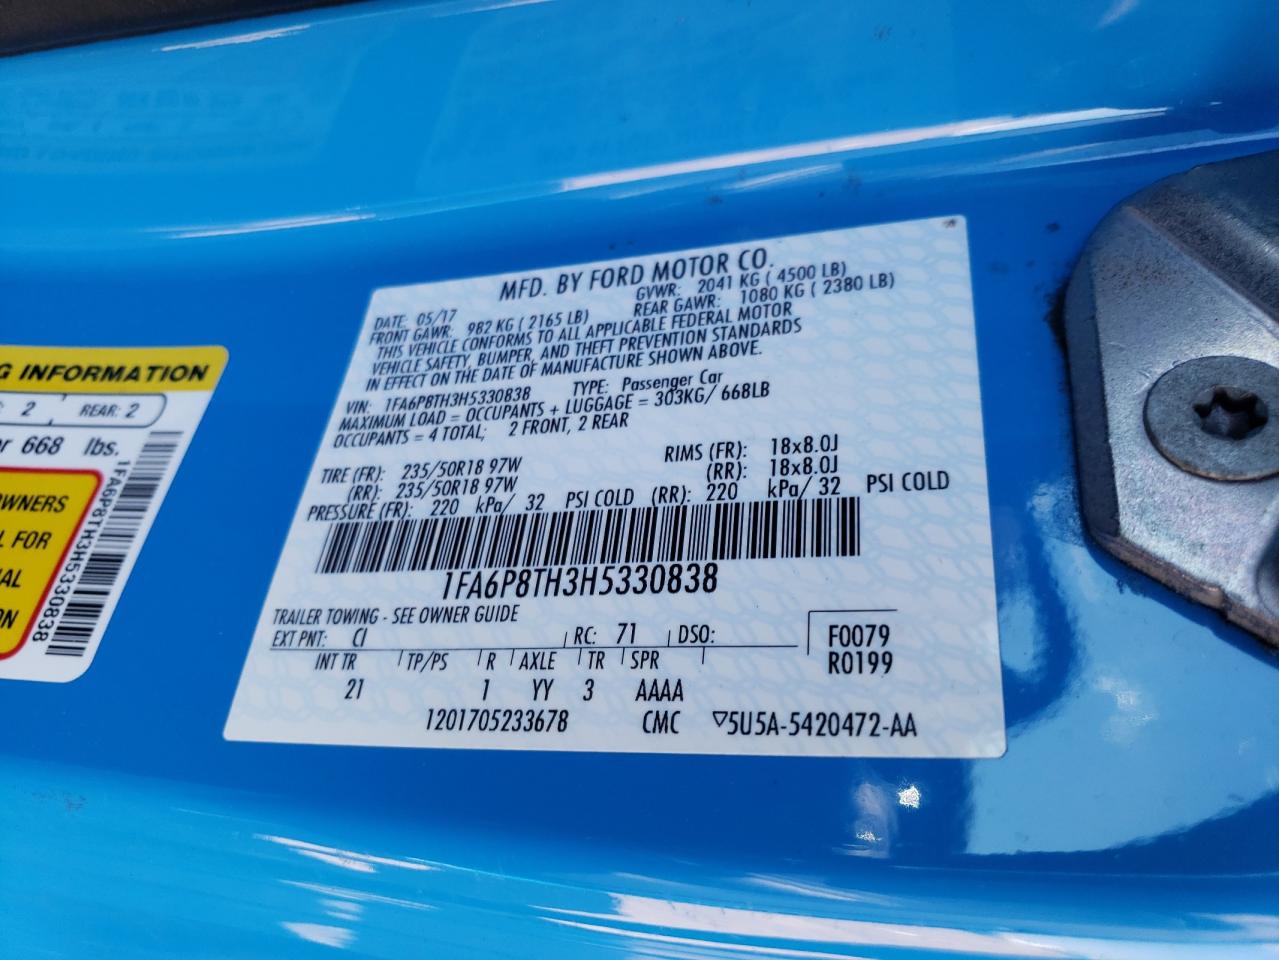 MFD. BY FORD MOTOR CO.
DATE: 05/17 GVWR: 2041 KG ( 4500 LB)
FRONT GAWR: 982 KG ( 2165 LB) REAR GAWR: 1080 KG ( 2380 LB)
THIS VEHICLE CONFORMS TO ALL APPLICABLE FEDERAL MOTOR
VEHICLE SAFETY, BUMPER, AND THEFT PREVENTION STANDARDS
IN EFFECT ON THE DATE OF MANUFACTURE SHOWN ABOVE.
VIN: 1FA6P8TH3H5330838 TYPE: Passenger Car
MAXIMUM LOAD = OCCUPANTS + LUGGAGE = 303KG/ 668LB
OCCUPANTS = 4 TOTAL; 2 FRONT, 2 REAR
TIRE (FR): 235/50R18 97W RIMS (FR): 18x8.0J
(RR): 235/50R18 97W (RR): 18x8.0J
PRESSURE (FR): 220 kPa/ 32 PSI COLD (RR): 220 kPa/ 32 PSI COLD
1FA6P8TH3H5330838
TRAILER TOWING - SEE OWNER GUIDE
EXT PNT: CI RC: 71 DSO: F0079
R0199
INT TR TP/PS R AXLE TR SPR
21 1 YY 3 AAAA
1201705233678 CMC ▽5U5A-5420472-AA
G INFORMATION
: 2 REAR: 2
er 668 lbs.
OWNERS
L FOR
AL
ON
1FA6P8TH3H5330838